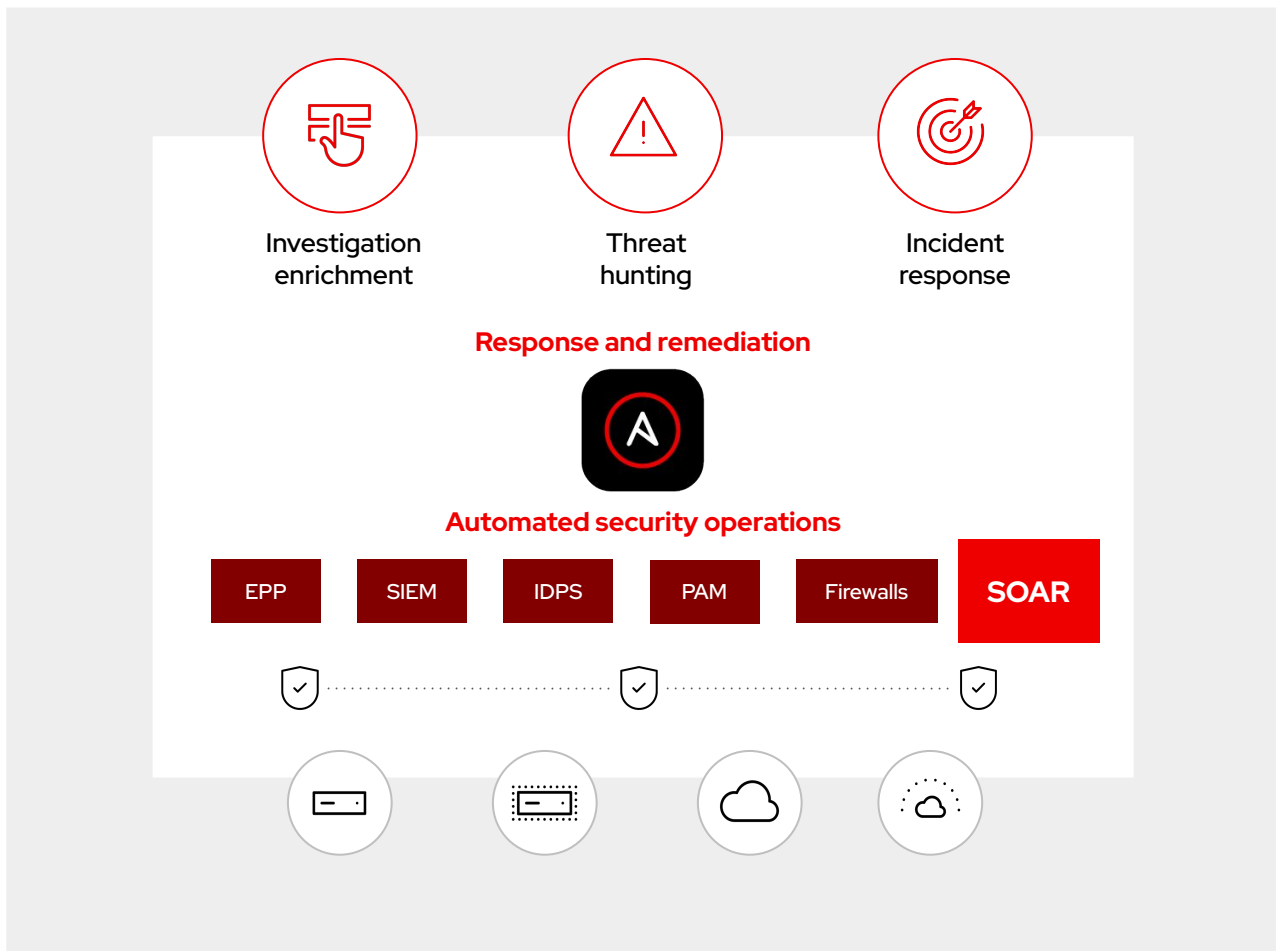 Investigation
enrichment
Threat
hunting
Incident
response
Response and remediation
Automated security operations
EPP
SIEM
IDPS
PAM
Firewalls
SOAR